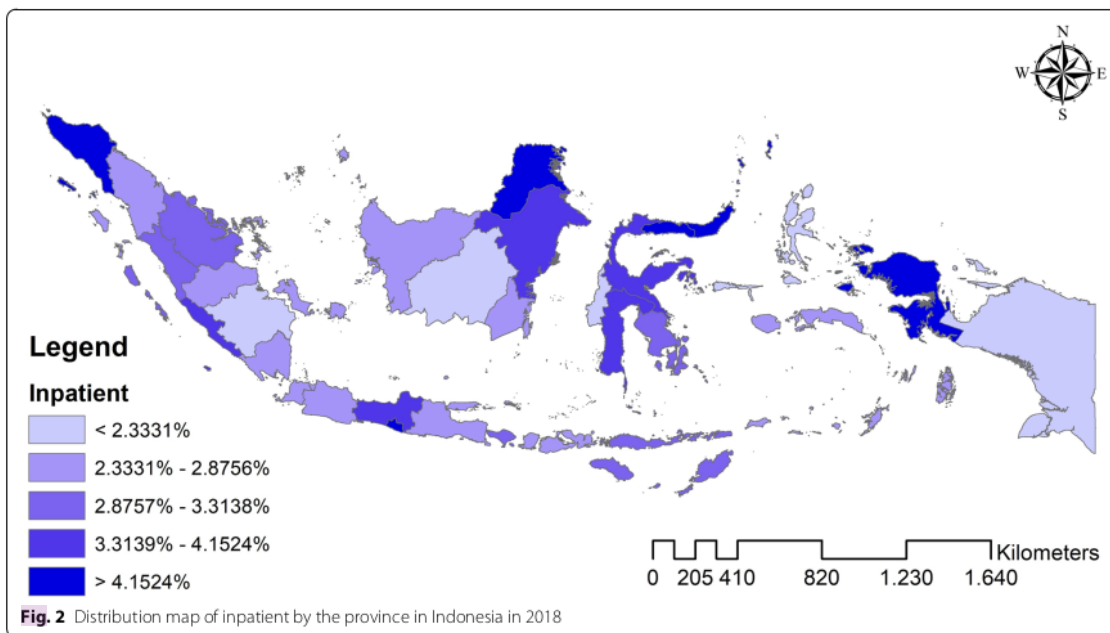 N
W E
S
Legend
Inpatient
< 2.3331%
2.3331% - 2.8756%
2.8757% - 3.3138%
3.3139% - 4.1524%
> 4.1524%
Kilometers
0 205 410 820 1.230 1.640
Fig. 2 Distribution map of inpatient by the province in Indonesia in 2018